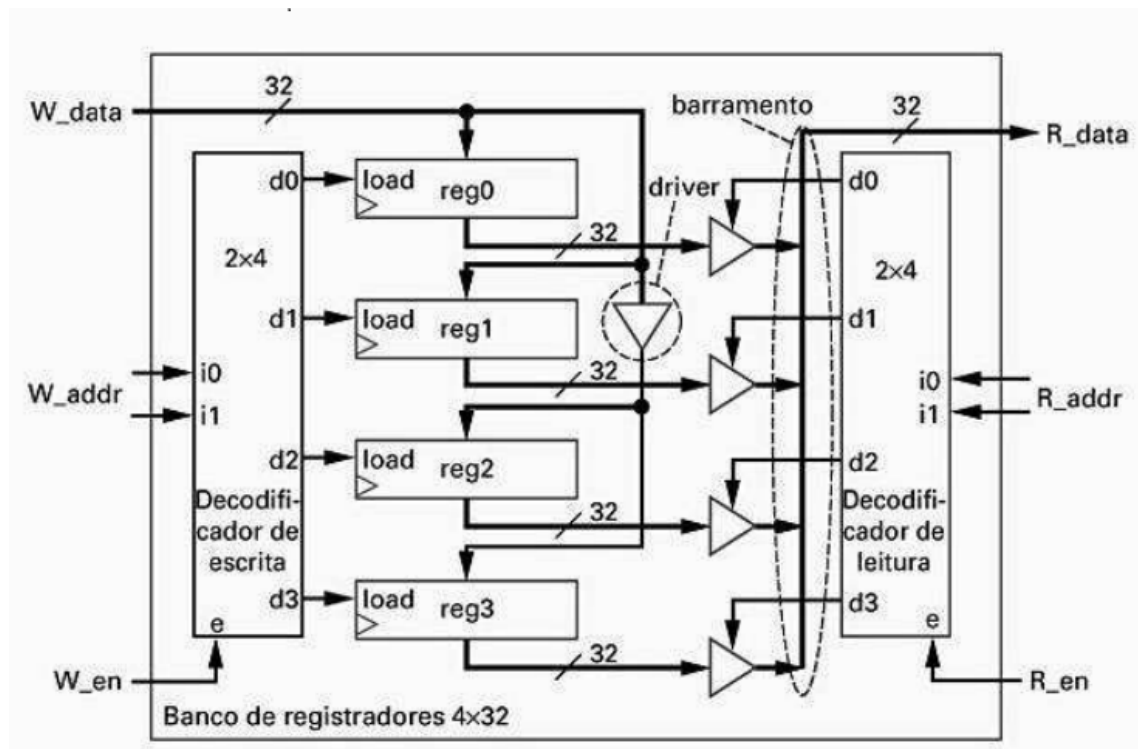 32
barramento
32
W_data
R_data
d0
load
reg0
driver
d0
32
2×4
2×4
d1
load
reg1
d1
32
i0
i0
W_addr
R_addr
i1
i1
d2
load
reg2
d2
Decodifi-
cador de
escrita
32
Decodifi-
cador de
leitura
d3
load
reg3
d3
e
e
32
W_en
R_en
Banco de registradores 4×32